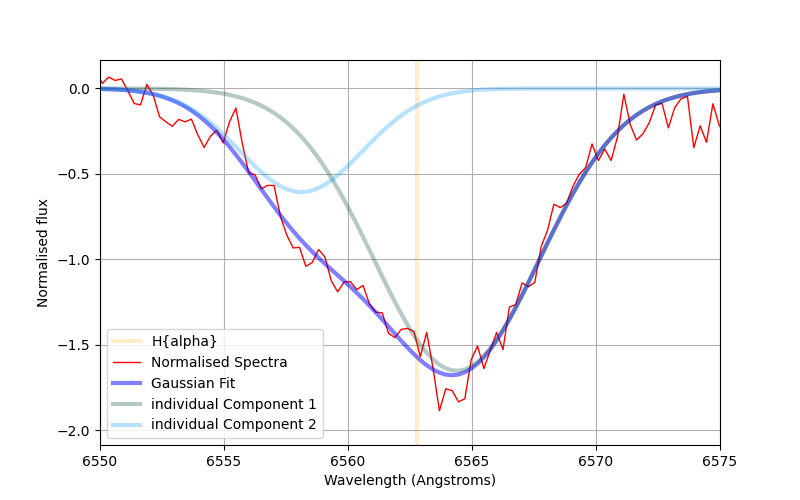 0.0
−0.5
−1.0
−1.5
−2.0
Normalised flux
H{alpha}
Normalised Spectra
Gaussian Fit
individual Component 1
individual Component 2
6550 6555 6560 6565 6570 6575
Wavelength (Angstroms)